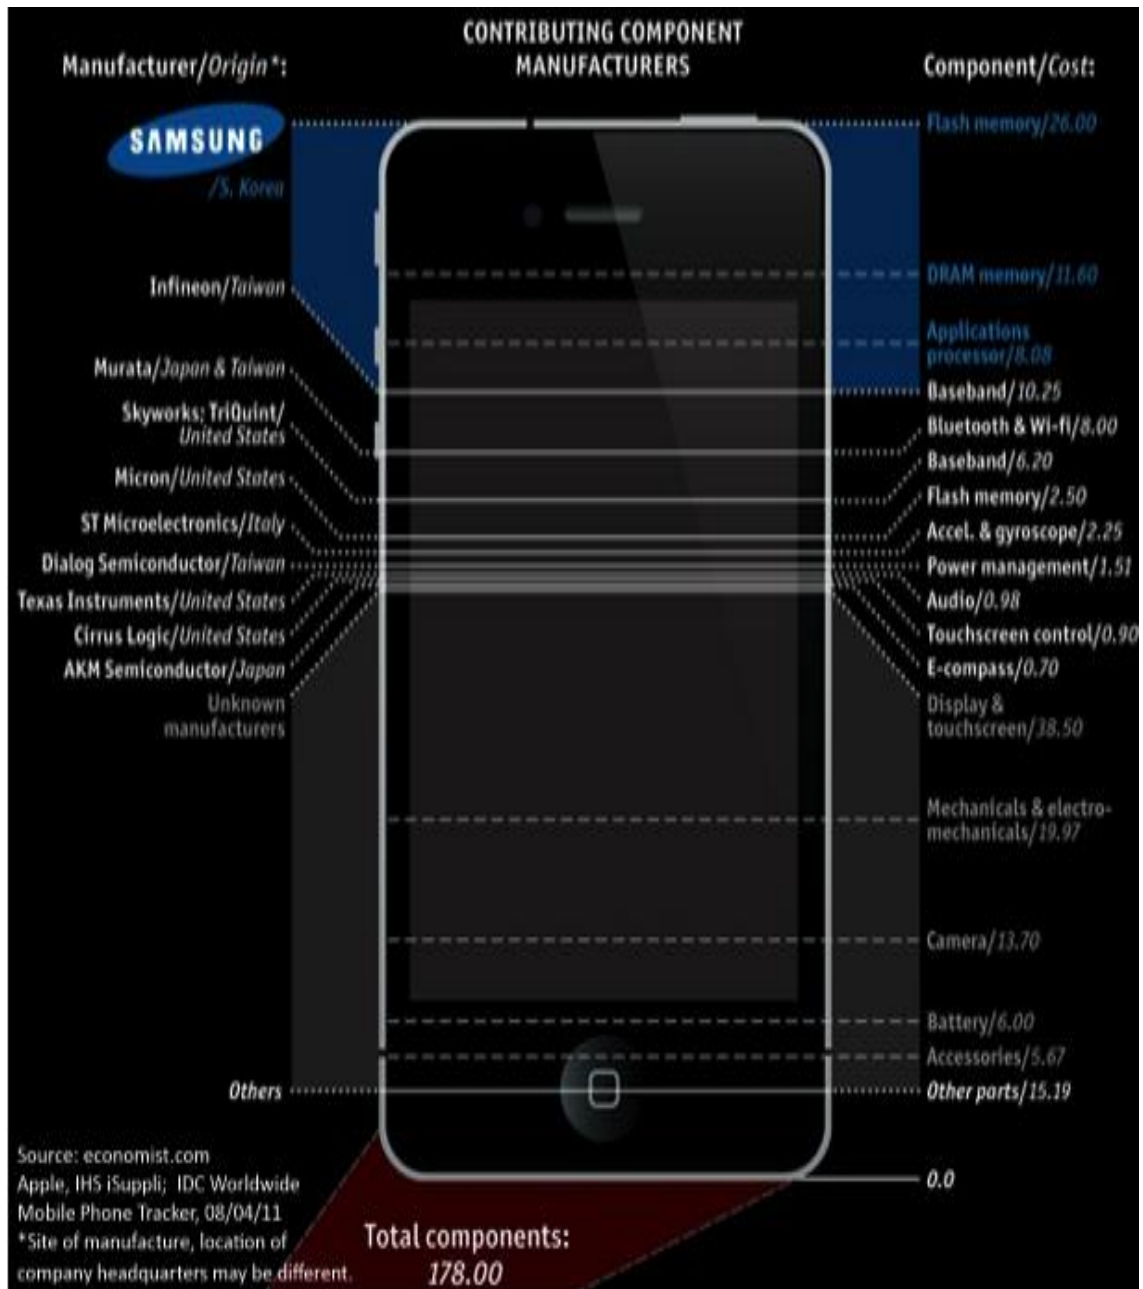 CONTRIBUTING COMPONENT
MANUFACTURERS
Manufacturer/Origin*:
Component/Cost:
SAMSUNG
/S. Korea
Infineon/Taiwan
Murata/Japan & Taiwan
Skyworks; TriQuint/
United States
Micron/United States
ST Microelectronics/Italy
Dialog Semiconductor/Taiwan
Texas Instruments/United States
Cirrus Logic/United States
AKM Semiconductor/Japan
Unknown
manufacturers
Others
Flash memory/26.00
DRAM memory/11.60
Applications
processor/8.08
Baseband/10.25
Bluetooth & Wi-fi/8.00
Baseband/6.20
Flash memory/2.50
Accel. & gyroscope/2.25
Power management/1.51
Audio/0.98
Touchscreen control/0.90
E-compass/0.70
Display &
touchscreen/38.50
Mechanicals & electro-
mechanicals/19.97
Camera/13.70
Battery/6.00
Accessories/5.67
Other parts/15.19
0.0
Source: economist.com
Apple, IHS iSuppli; IDC Worldwide
Mobile Phone Tracker, 08/04/11
*Site of manufacture, location of
company headquarters may be different.
Total components:
178.00